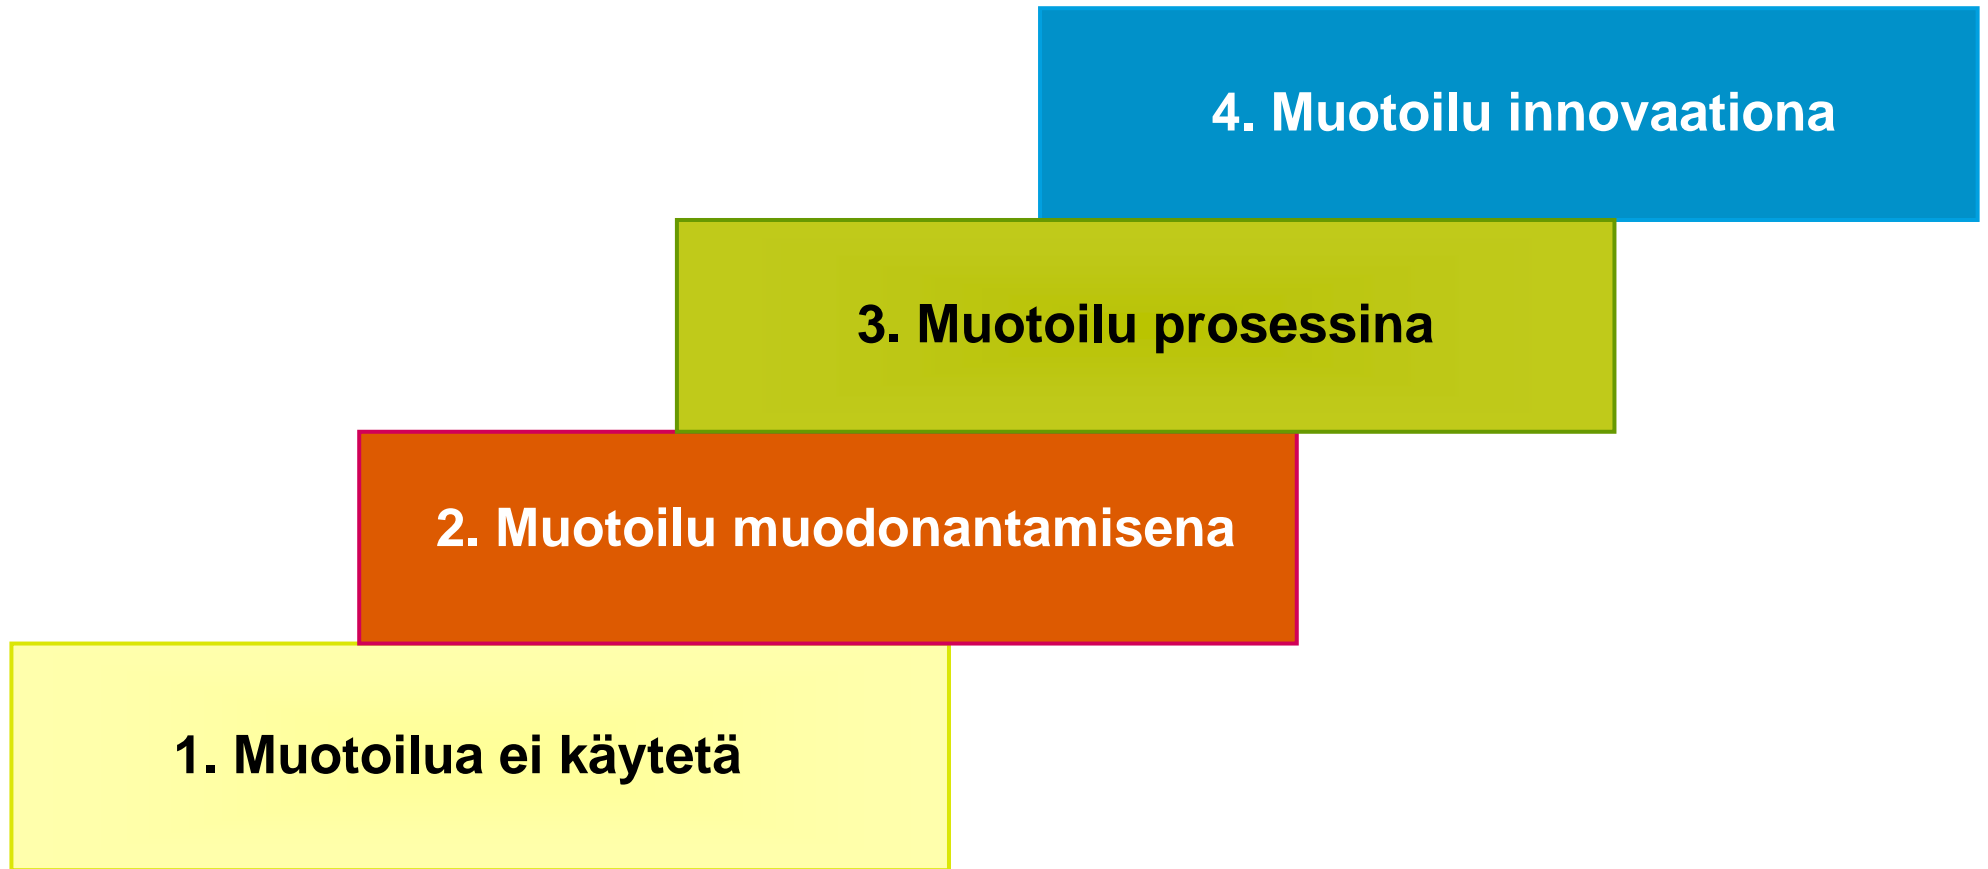 4. Muotoilu innovaationa
3. Muotoilu prosessina
2. Muotoilu muodonantamisena
1. Muotoilua ei käytetä